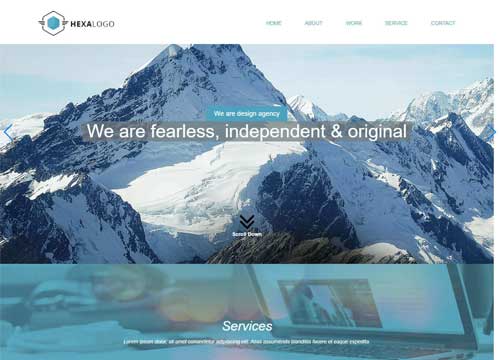 HEXALOGO
HOME ABOUT WORK SERVICE CONTACT
We are design agency
We are fearless, independent & original
Scroll Down
Services
Lorem ipsum dolor, sit amet consectetur adipisicing elit. Alias assumenda blanditiis facere et eaque expedita